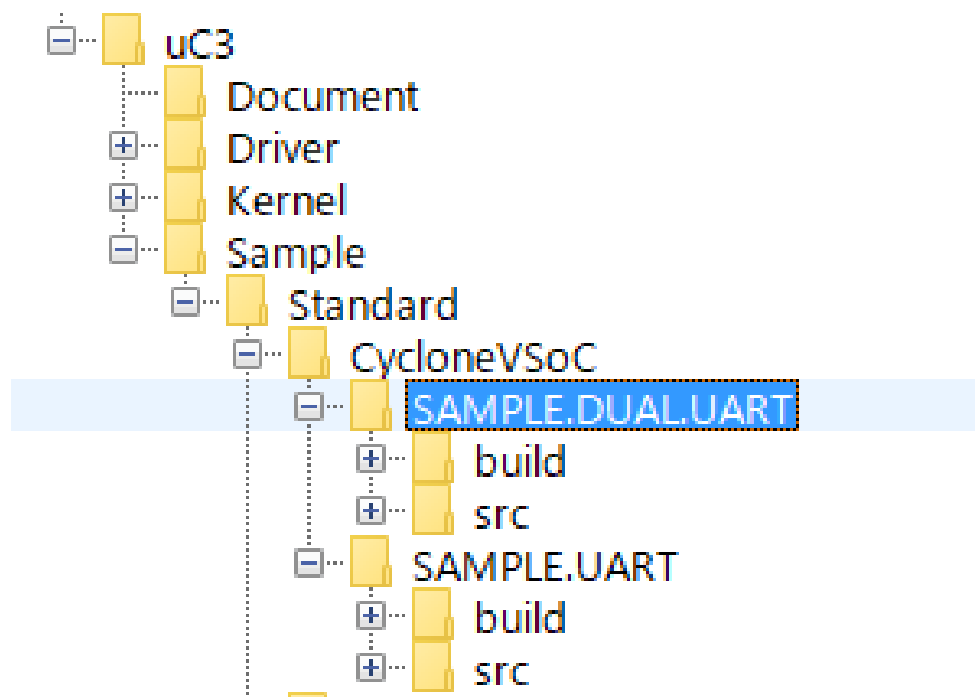 uC3
Document
Driver
Kernel
Sample
Standard
CycloneVSoC
SAMPLE.DUAL.UART
build
src
SAMPLE.UART
build
src